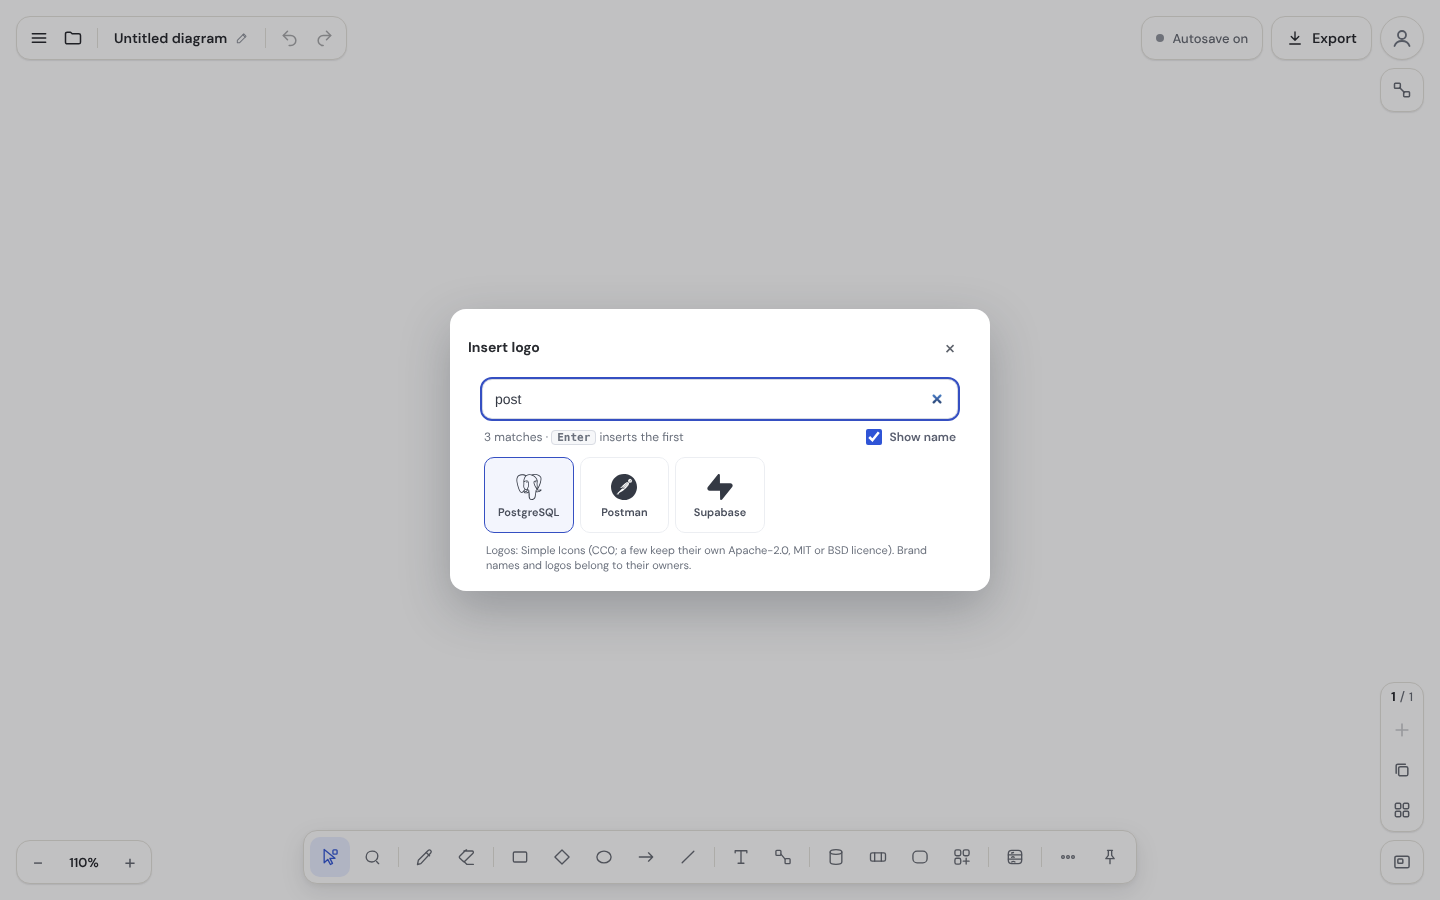 Untitled diagram
Autosave on
Export
Insert logo
post
3 matches · Enter inserts the first
Show name
PostgreSQL
Postman
Supabase
Logos: Simple Icons (CC0; a few keep their own Apache-2.0, MIT or BSD licence). Brand
names and logos belong to their owners.
1 / 1
110%